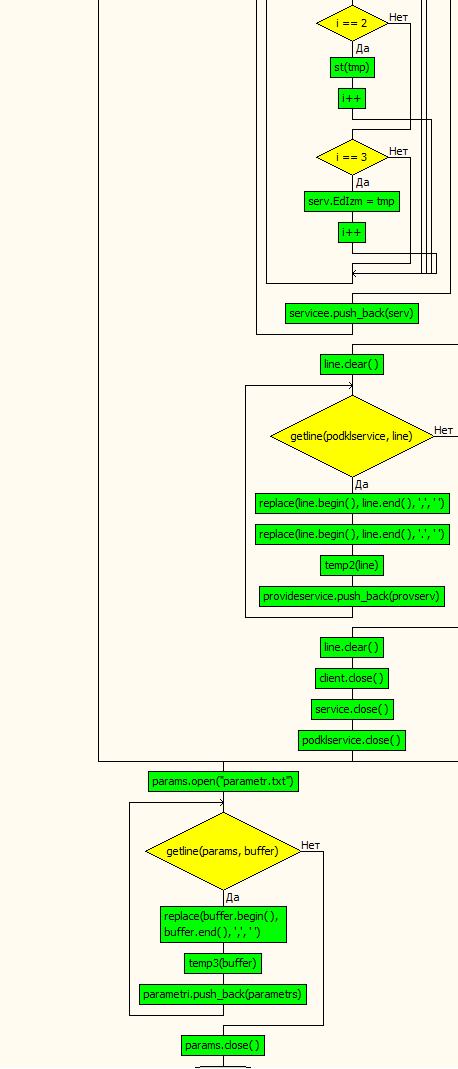 Нет
i == 2
Да
st(tmp)
i++
Нет
i == 3
Да
serv.EdIzm = tmp
i++
servicee.push_back(serv)
line.clear()
Нет
getline(podklservice, line)
Да
replace(line.begin(), line.end(), ',', ' ')
replace(line.begin(), line.end(), '.', ' ')
temp2(line)
provideservice.push_back(provserv)
line.clear()
client.close()
service.close()
podklservice.close()
params.open("parametr.txt")
Нет
getline(params, buffer)
Да
replace(buffer.begin(),
buffer.end(), ',', ' ')
temp3(buffer)
parametri.push_back(parametrs)
params.close()